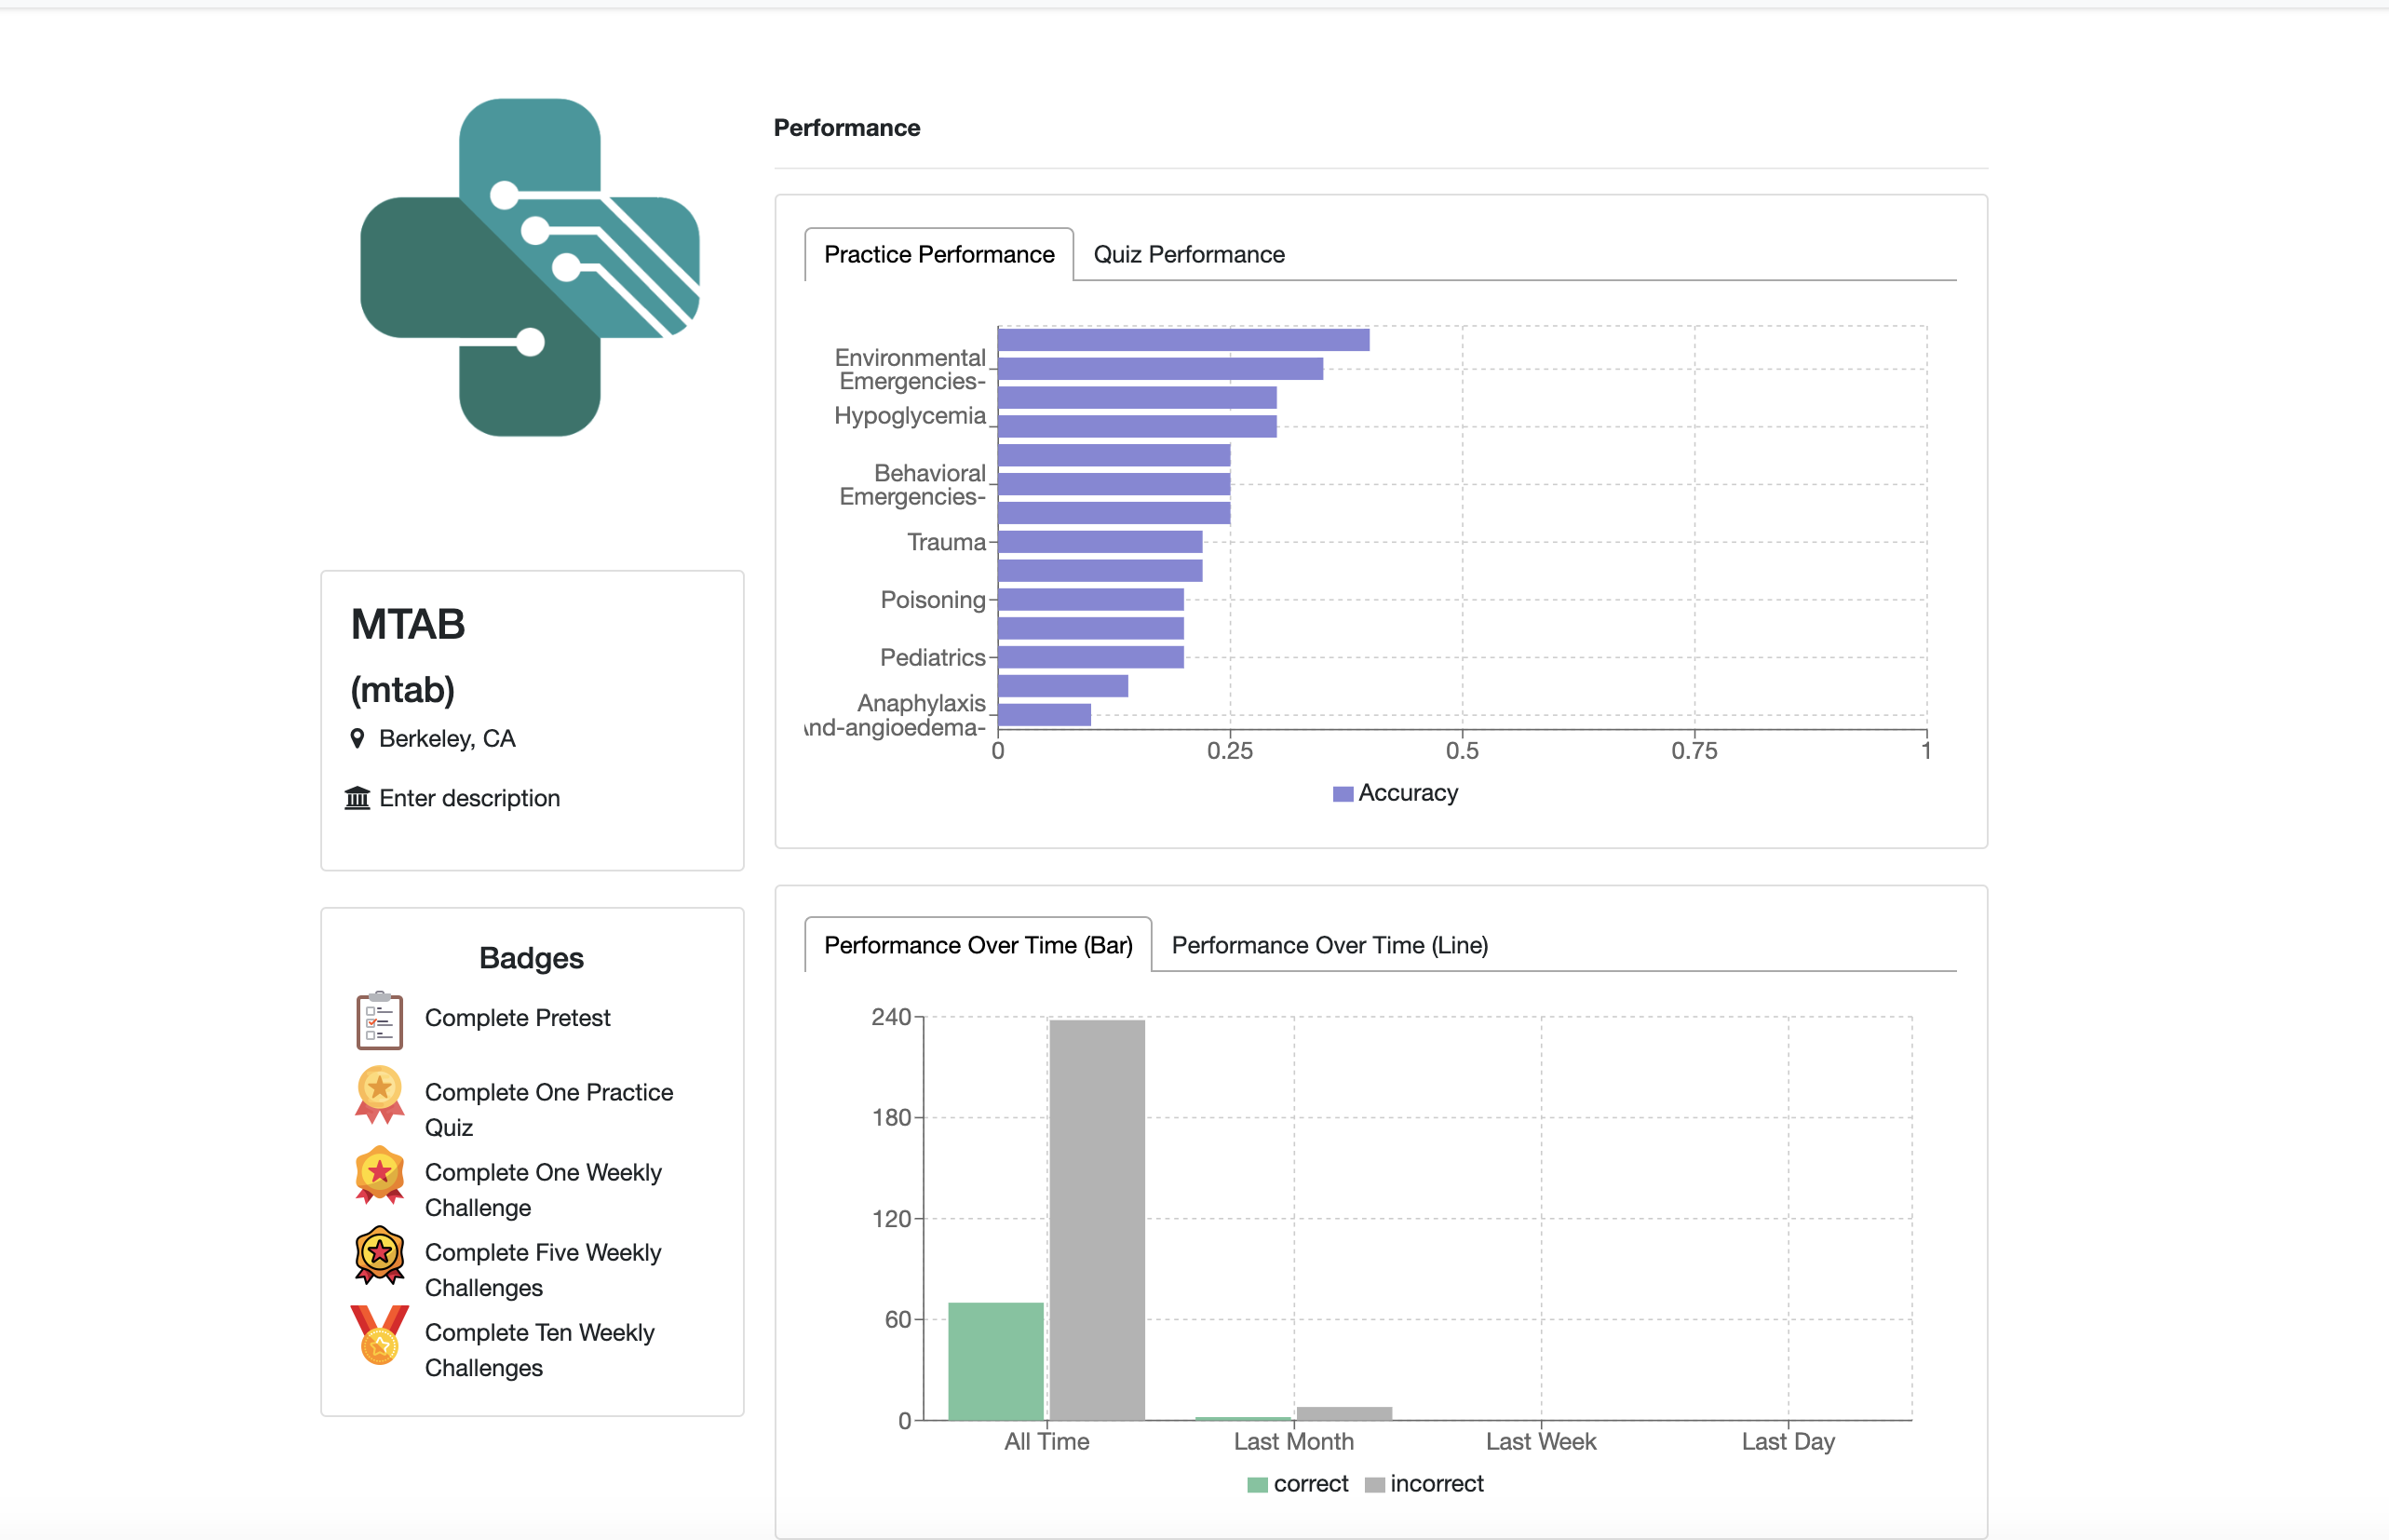 MTAB
(mtab)
Berkeley, CA
Enter description
Badges
Complete Pretest
Complete One Practice
Quiz
Complete One Weekly
Challenge
Complete Five Weekly
Challenges
Complete Ten Weekly
Challenges
Performance
Practice Performance
Quiz Performance
Environmental
Emergencies-
Hypoglycemia
Behavioral
Emergencies-
Trauma
Poisoning
Pediatrics
Anaphylaxis
nd-angioedema-
0 0.25 0.5 0.75 1
Accuracy
Performance Over Time (Bar)
Performance Over Time (Line)
240
180
120
60
0
All Time Last Month Last Week Last Day
correct incorrect